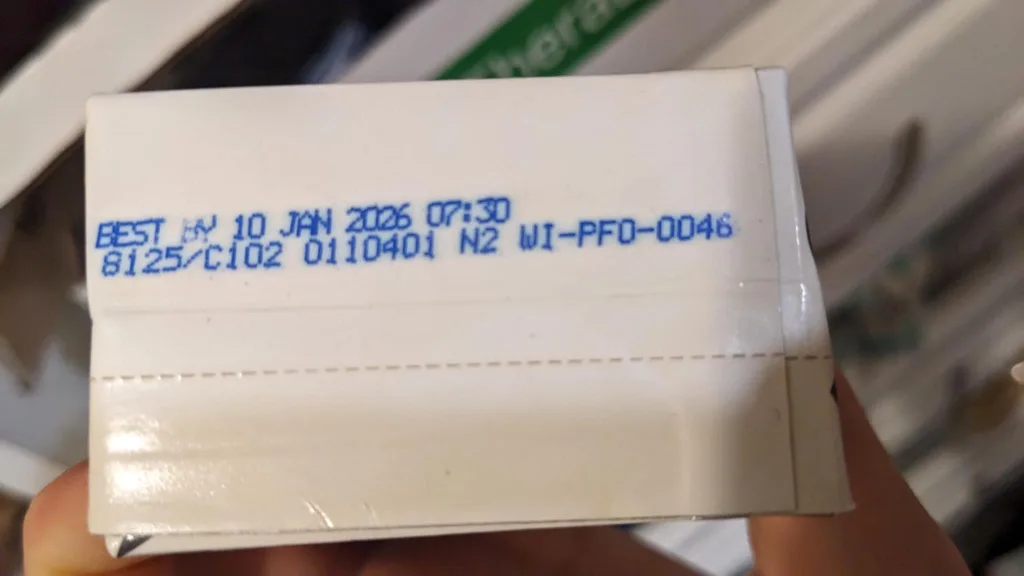 BEST BY 10 JAN 2026 07:30
8125/C102 0110401 N2 WI-PFO-0046